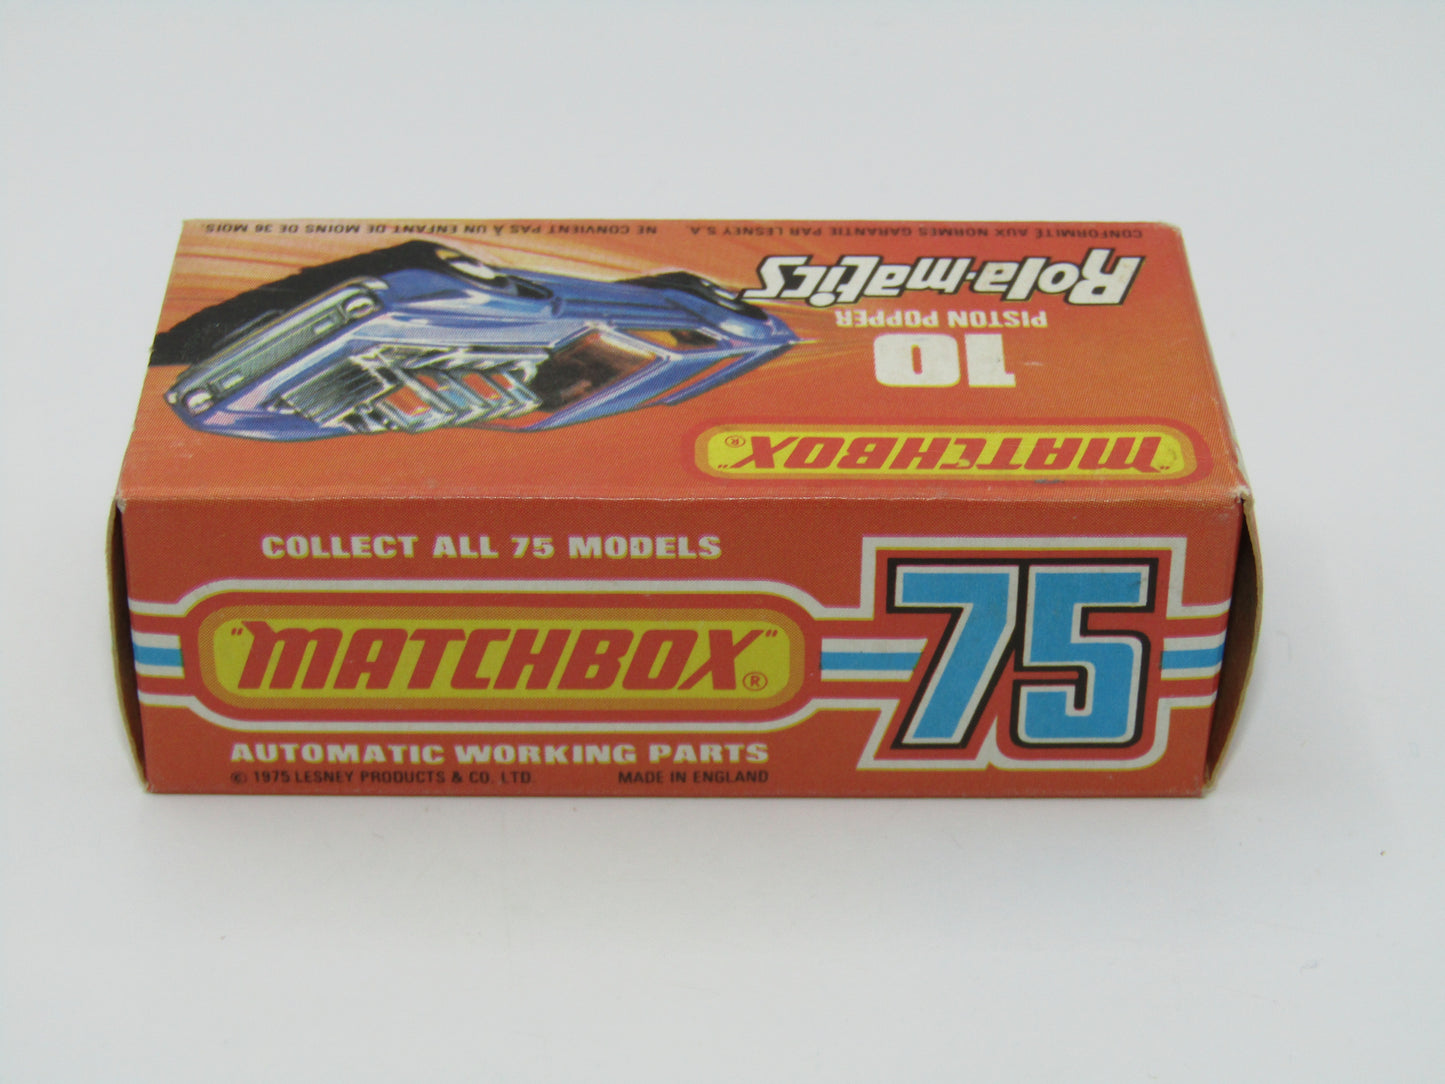 COLLECT ALL 75 MODELS
"MATCHBOX"®
75
AUTOMATIC WORKING PARTS
© 1975 LESNEY PRODUCTS & CO. LTD. MADE IN ENGLAND
"MATCHBOX"®
10
PISTON POPPER
Rola-matics
CONFORMITÉ AUX NORMES GARANTIE PAR LESNEY S.A. NE CONVIENT PAS À UN ENFANT DE MOINS DE 36 MOIS.